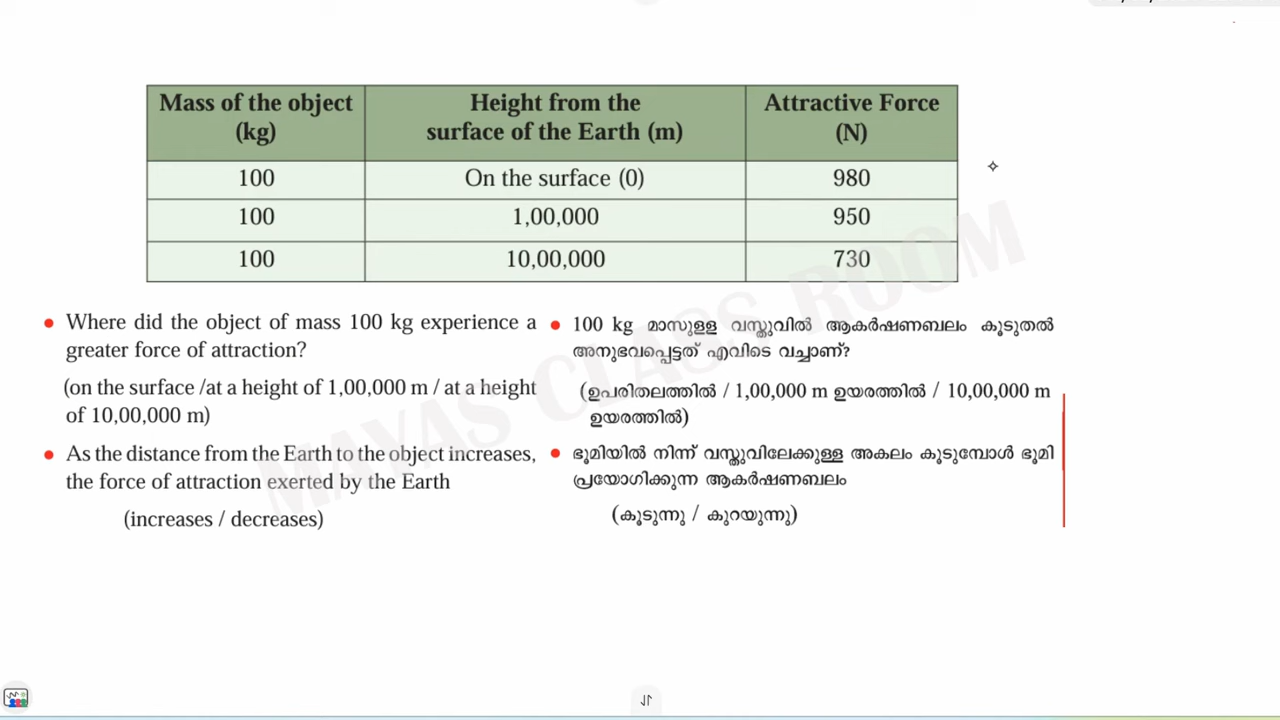 Mass of the object (kg) Height from the surface of the Earth (m) Attractive Force (N)
100 On the surface (0) 980
100 1,00,000 950
100 10,00,000 730
MAYAS CLASS ROOM
• Where did the object of mass 100 kg experience a
greater force of attraction?
(on the surface /at a height of 1,00,000 m / at a height
of 10,00,000 m)
• As the distance from the Earth to the object increases,
the force of attraction exerted by the Earth
(increases / decreases)
• 100 kg മാസുള്ള വസ്തുവിൽ ആകർഷണബലം കൂടുതൽ
അനുഭവപ്പെട്ടത് എവിടെ വച്ചാണ്?
(ഉപരിതലത്തിൽ / 1,00,000 m ഉയരത്തിൽ / 10,00,000 m
ഉയരത്തിൽ)
• ഭൂമിയിൽ നിന്ന് വസ്തുവിലേക്കുള്ള അകലം കൂടുമ്പോൾ ഭൂമി
പ്രയോഗിക്കുന്ന ആകർഷണബലം
(കൂടുന്നു / കുറയുന്നു)